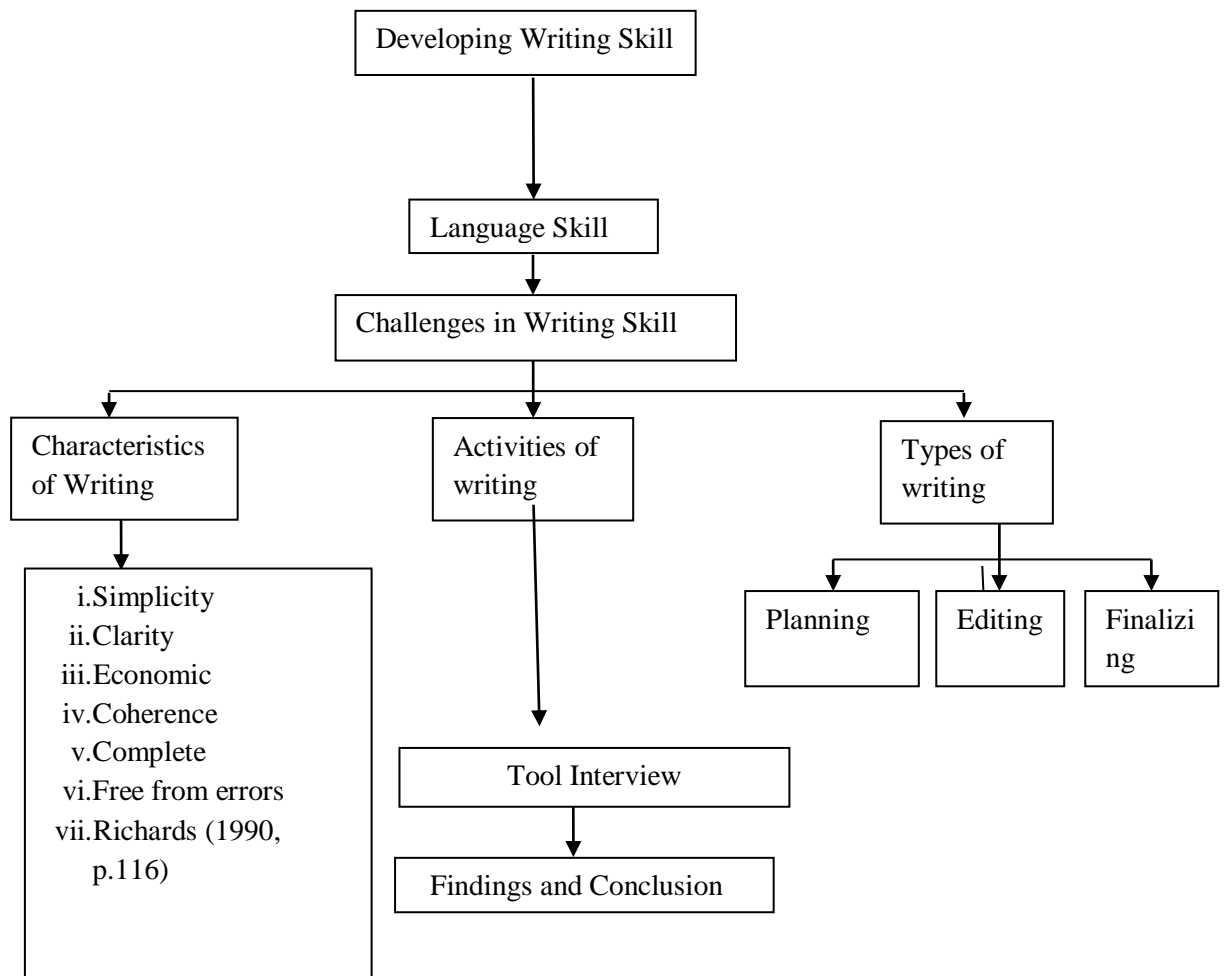 Developing Writing Skill
Language Skill
Challenges in Writing Skill
Characteristics
of Writing
Activities of
writing
Types of
writing
i.Simplicity
ii.Clarity
iii.Economic
iv.Coherence
v.Complete
vi.Free from errors
vii.Richards (1990,
p.116)
Planning
Editing
Finalizi
ng
Tool Interview
Findings and Conclusion